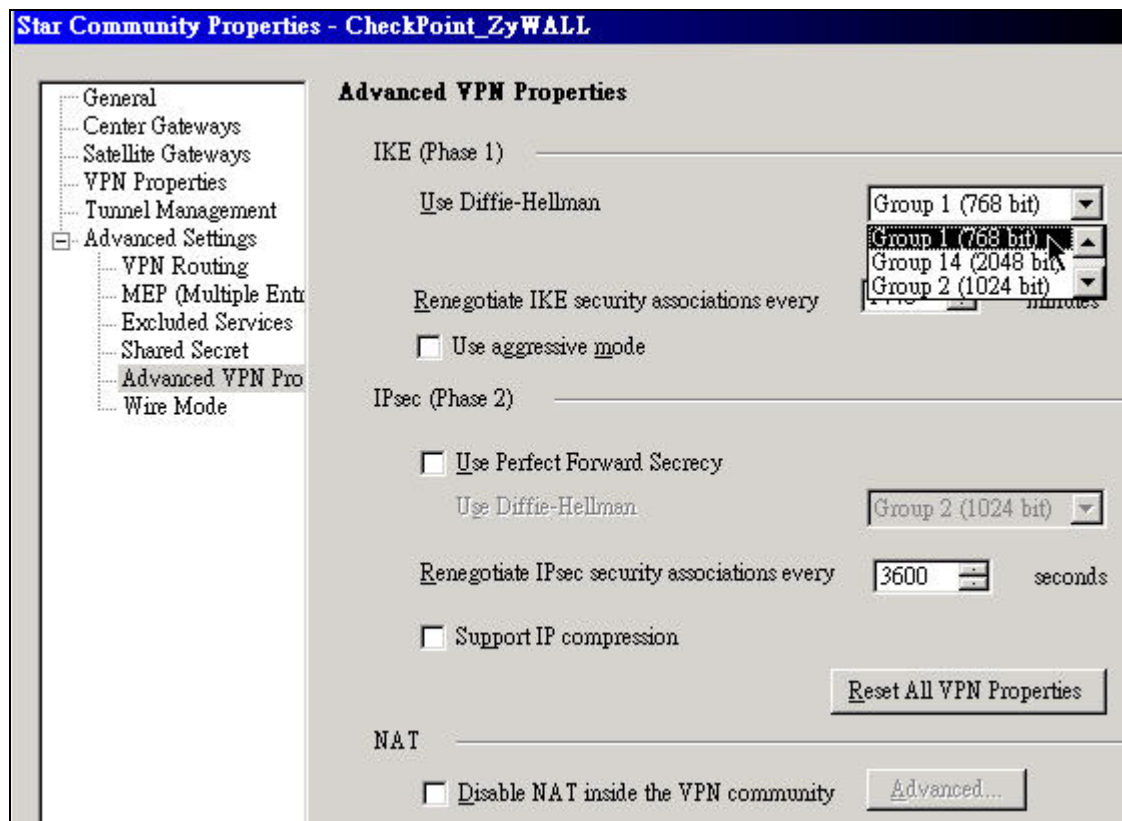 Star Community Properties - CheckPoint_ZyWALL
General
Center Gateways
Satellite Gateways
VPN Properties
Tunnel Management
Advanced Settings
VPN Routing
MEP (Multiple Entr
Excluded Services
Shared Secret
Advanced VPN Pro
Wire Mode
Advanced VPN Properties
IKE (Phase 1)
Use Diffie-Hellman
Group 1 (768 bit)
Group 1 (768 bit)
Group 14 (2048 bit)
Group 2 (1024 bit)
Renegotiate IKE security associations every
minutes
Use aggressive mode
IPsec (Phase 2)
Use Perfect Forward Secrecy
Use Diffie-Hellman
Group 2 (1024 bit)
Renegotiate IPsec security associations every 3600 seconds
Support IP compression
Reset All VPN Properties
NAT
Disable NAT inside the VPN community
Advanced...